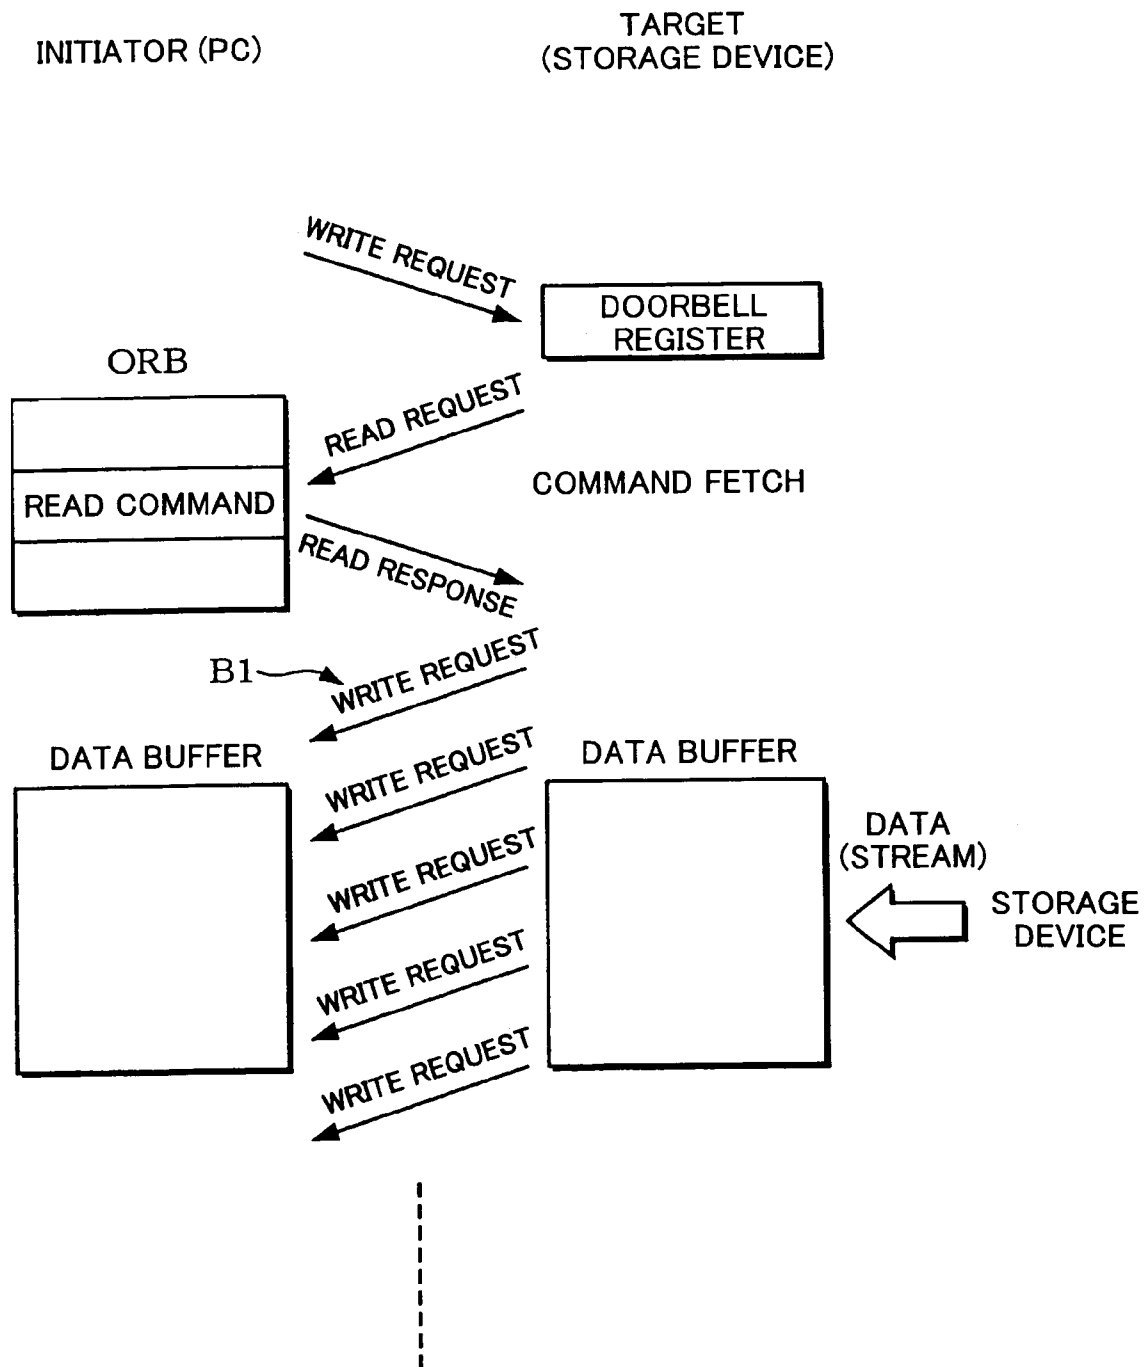 INITIATOR (PC)
TARGET
(STORAGE DEVICE)
WRITE REQUEST
DOORBELL
REGISTER
ORB
READ REQUEST
READ COMMAND
COMMAND FETCH
READ RESPONSE
B1
WRITE REQUEST
DATA BUFFER
WRITE REQUEST
DATA BUFFER
DATA
(STREAM)
WRITE REQUEST
STORAGE
DEVICE
WRITE REQUEST
WRITE REQUEST